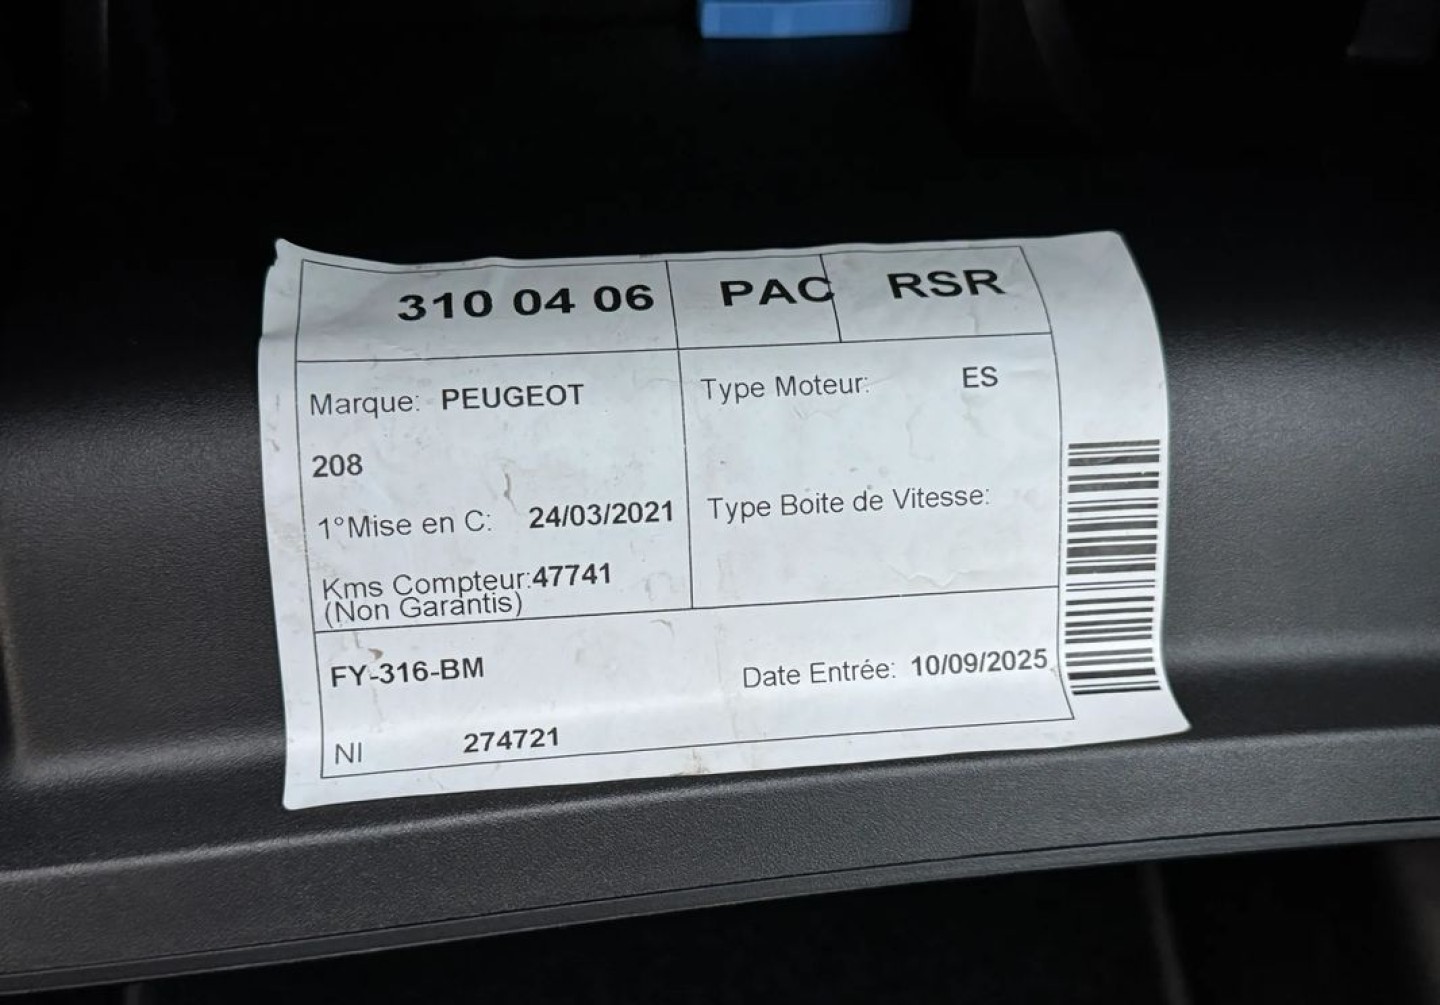 310 04 06 PAC RSR
Marque: PEUGEOT Type Moteur: ES
208
1°Mise en C: 24/03/2021 Type Boite de Vitesse:
Kms Compteur:47741
(Non Garantis)
FY-316-BM Date Entrée: 10/09/2025
NI 274721